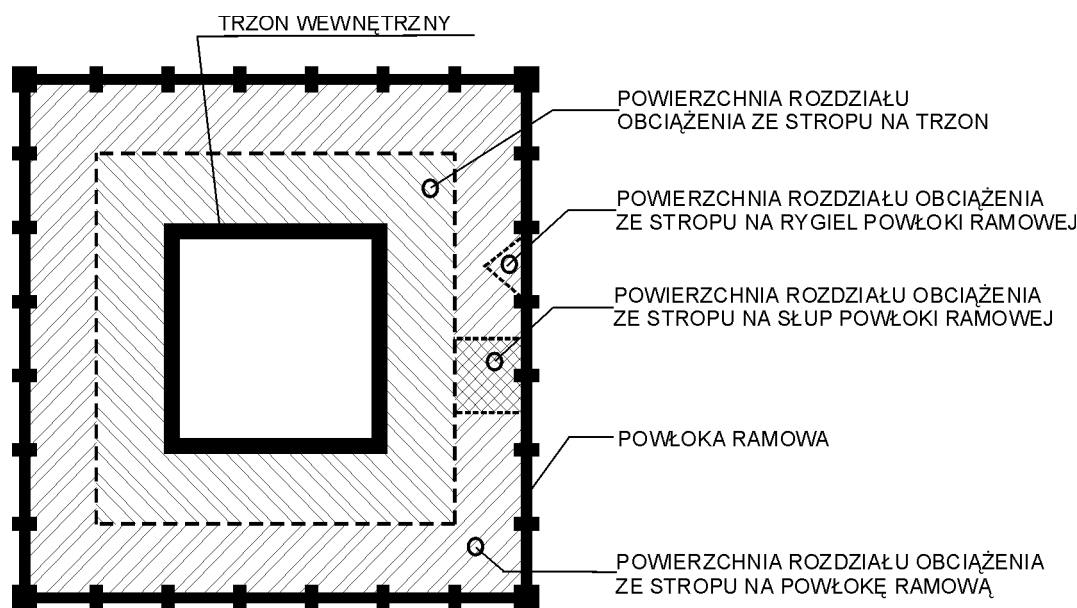 TRZON WEWNĘTRZNY
POWIERZCHNIA ROZDZIAŁU
OBCIĄŻENIA ZE STROPU NA TRZON
POWIERZCHNIA ROZDZIAŁU OBCIĄŻENIA
ZE STROPU NA RYGIEL POWŁOKI RAMOWEJ
POWIERZCHNIA ROZDZIAŁU OBCIĄŻENIA
ZE STROPU NA SŁUP POWŁOKI RAMOWEJ
POWŁOKA RAMOWA
POWIERZCHNIA ROZDZIAŁU OBCIĄŻENIA
ZE STROPU NA POWŁOKĘ RAMOWĄ